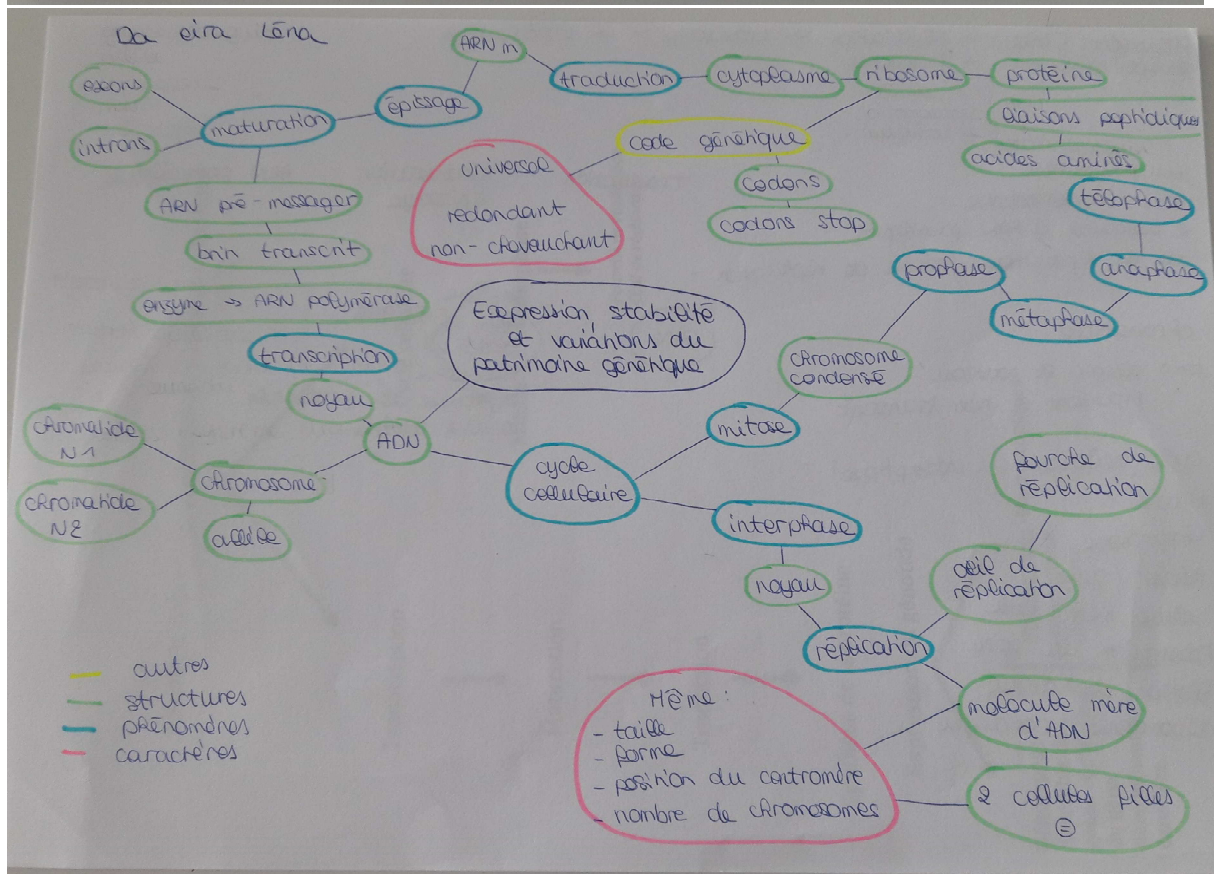 Da eira Léna
exons
introns
maturation
épissage
ARN m
traduction
cytoplasme
ribosome
protéine
liaisons peptidiques
acides aminés
code génétique
universel
redondant
non-chevauchant
codons
codons stop
ARN pré-messager
brin transcrit
enzyme → ARN polymérase
transcription
noyau
ADN
Expression, stabilité
et variations du
patrimoine génétique
télophase
anaphase
métaphase
prophase
chromosome
condensé
mitose
cycle
cellulaire
chromatide
N1
chromatide
N2
chromosome
allèle
interphase
noyau
réplication
fourche de
réplication
oeil de
réplication
molécule mère
d'ADN
2 cellules filles
=
Même :
- taille
- forme
- position du centromère
- nombre de chromosomes
autres
structures
phénomènes
caractères